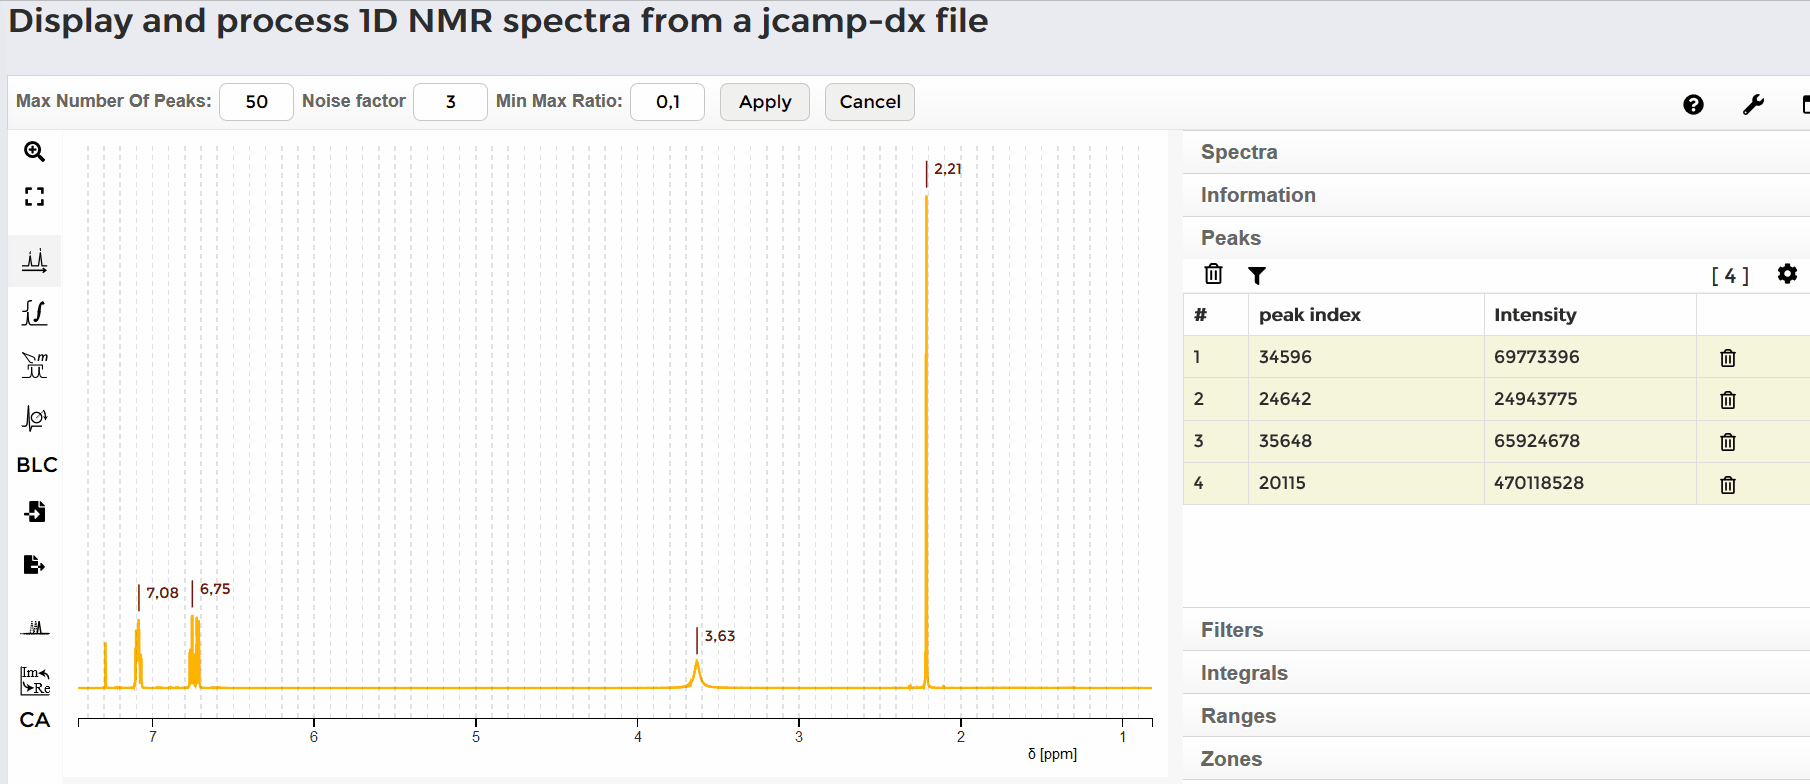 Display and process 1D NMR spectra from a jcamp-dx file
Max Number Of Peaks: 50 Noise factor 3 Min Max Ratio: 0,1 Apply Cancel
BLC
Im
Re
CA
2,21
7,08 6,75
3,63
7 6 5 4 3 2 1
δ [ppm]
Spectra
Information
Peaks
[ 4 ]
# peak index Intensity
1 34596 69773396
2 24642 24943775
3 35648 65924678
4 20115 470118528
Filters
Integrals
Ranges
Zones